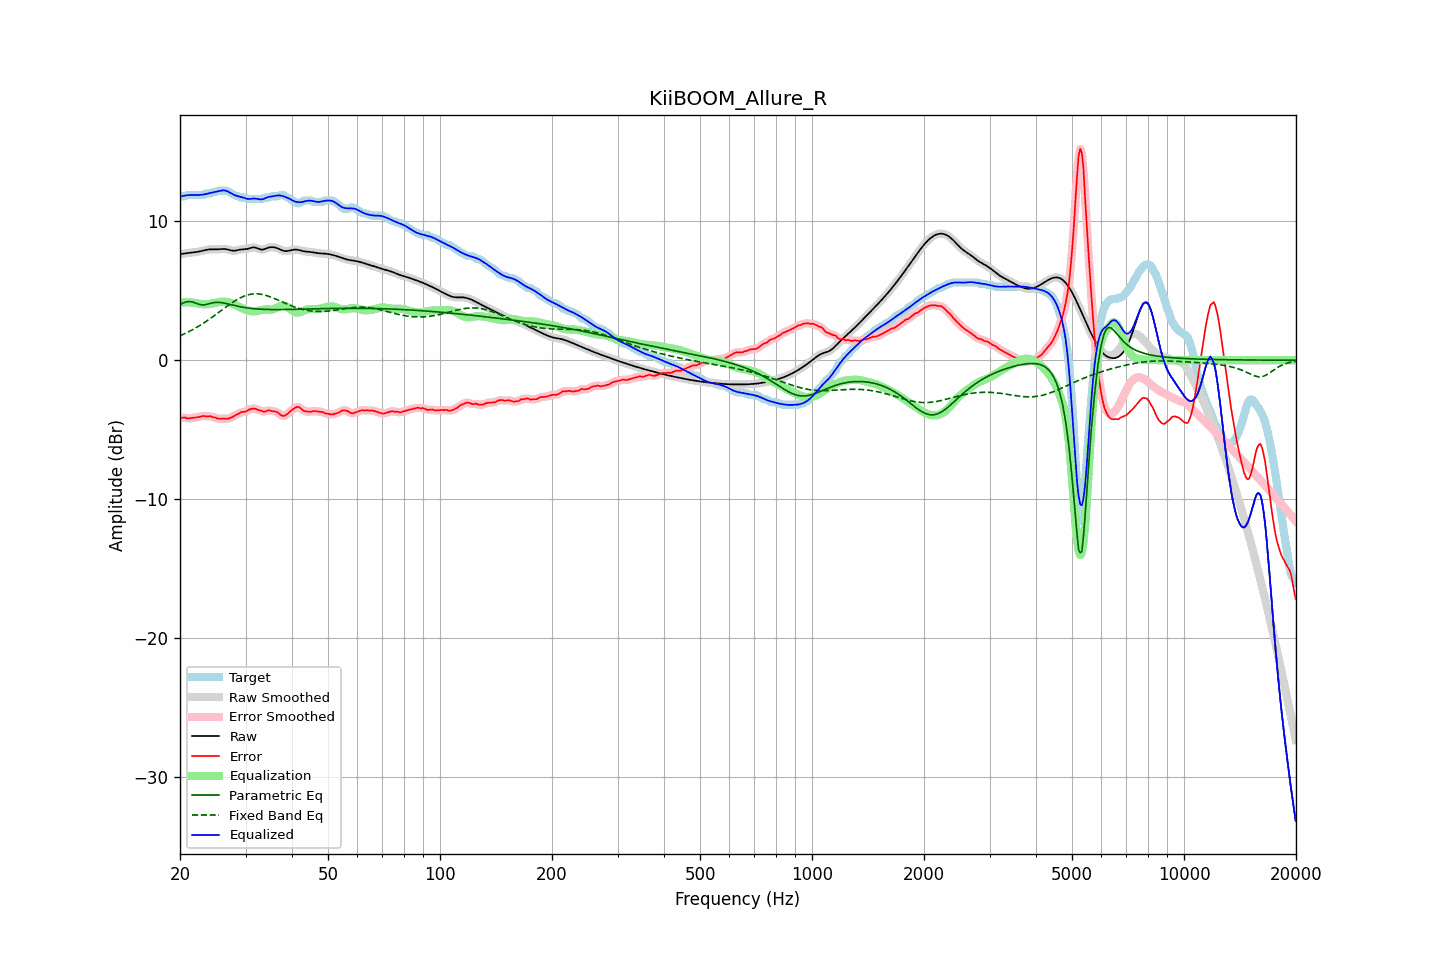 KiiBOOM_Allure_R
Amplitude (dBr)
10
0
−10
−20
−30
Target
Raw Smoothed
Error Smoothed
Raw
Error
Equalization
Parametric Eq
Fixed Band Eq
Equalized
20 50 100 200 500 1000 2000 5000 10000 20000
Frequency (Hz)